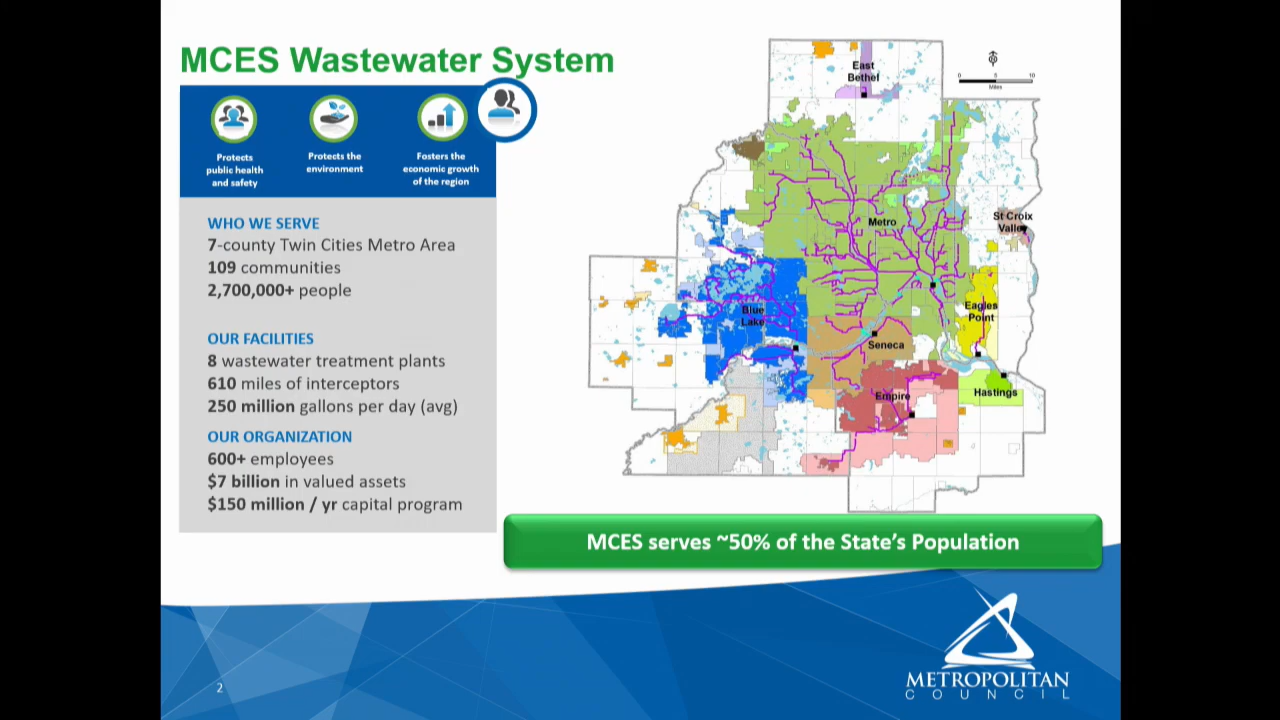 MCES Wastewater System
Protects
public health
and safety
Protects the
environment
Fosters the
economic growth
of the region
WHO WE SERVE
7-county Twin Cities Metro Area
109 communities
2,700,000+ people
OUR FACILITIES
8 wastewater treatment plants
610 miles of interceptors
250 million gallons per day (avg)
OUR ORGANIZATION
600+ employees
$7 billion in valued assets
$150 million / yr capital program
East
Bethel
0 5 10
Miles
Metro
St Croix
Valley
Blue
Lake
Eagles
Point
Seneca
Empire
Hastings
MCES serves ~50% of the State's Population
2
METROPOLITAN
COUNCIL